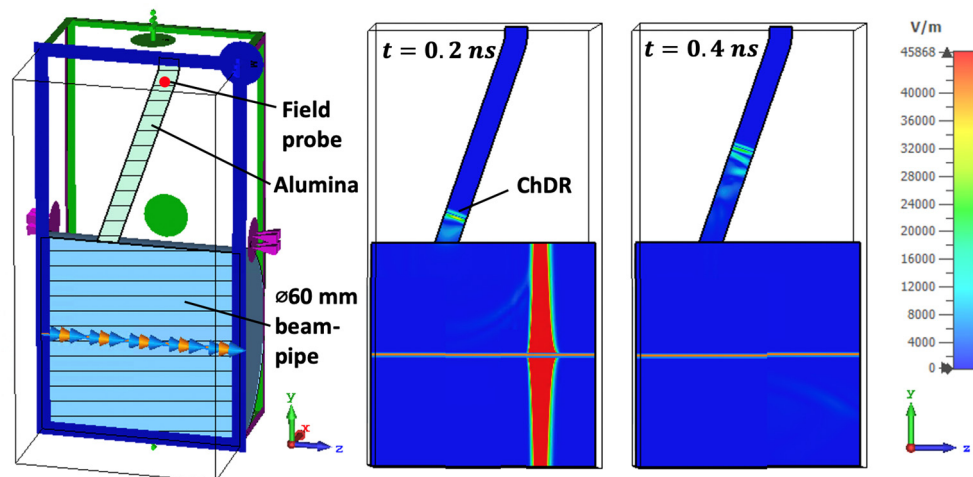 Field
probe
Alumina
⌀60 mm
beam-
pipe
y
x
z
t = 0.2 ns
ChDR
t = 0.4 ns
V/m
45868
40000
36000
32000
28000
24000
20000
16000
12000
8000
4000
0
y
z